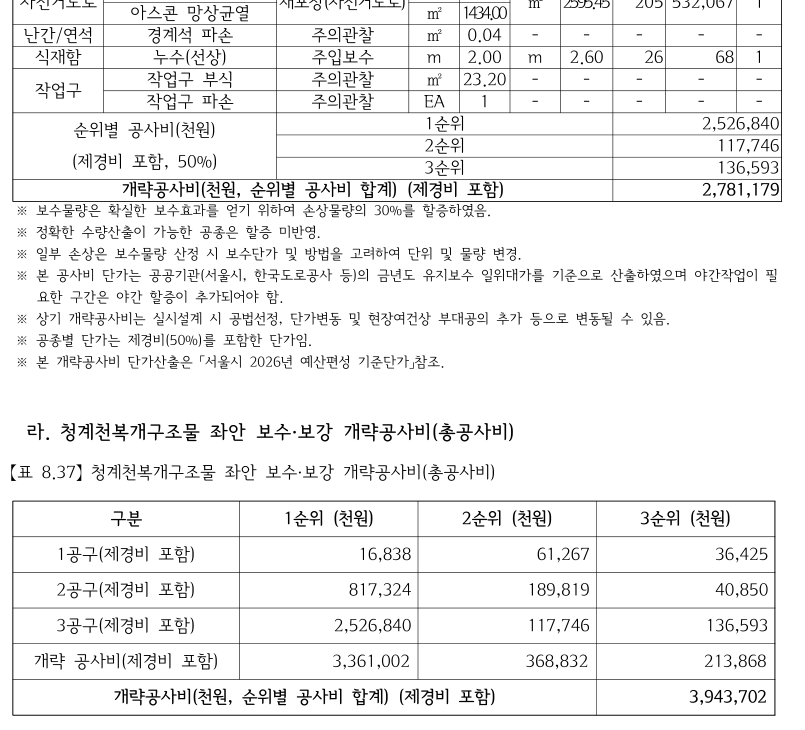 아스콘 망상균열 ㎡ 1434.00 ㎡ 2595.45 205 532,067 1
난간/연석 경계석 파손 주의관찰 ㎡ 0.04 - - - - -
식재함 누수(선상) 주입보수 m 2.00 m 2.60 26 68 1
작업구 작업구 부식 주의관찰 ㎡ 23.20 - - - - -
작업구 파손 주의관찰 EA 1 - - - - -
순위별 공사비(천원) 1순위 2,526,840
2순위 117,746
(제경비 포함, 50%) 3순위 136,593
개략공사비(천원, 순위별 공사비 합계) (제경비 포함) 2,781,179
※ 보수물량은 확실한 보수효과를 얻기 위하여 손상물량의 30%를 할증하였음.
※ 정확한 수량산출이 가능한 공종은 할증 미반영.
※ 일부 손상은 보수물량 산정 시 보수단가 및 방법을 고려하여 단위 및 물량 변경.
※ 본 공사비 단가는 공공기관(서울시, 한국도로공사 등)의 금년도 유지보수 일위대가를 기준으로 산출하였으며 야간작업이 필
요한 구간은 야간 할증이 추가되어야 함.
※ 상기 개략공사비는 실시설계 시 공법선정, 단가변동 및 현장여건상 부대공의 추가 등으로 변동될 수 있음.
※ 공종별 단가는 제경비(50%)를 포함한 단가임.
※ 본 개략공사비 단가산출은 「서울시 2026년 예산편성 기준단가」참조.
라. 청계천복개구조물 좌안 보수·보강 개략공사비(총공사비)
【표 8.37】 청계천복개구조물 좌안 보수·보강 개략공사비(총공사비)
구분 1순위 (천원) 2순위 (천원) 3순위 (천원)
1공구(제경비 포함) 16,838 61,267 36,425
2공구(제경비 포함) 817,324 189,819 40,850
3공구(제경비 포함) 2,526,840 117,746 136,593
개략 공사비(제경비 포함) 3,361,002 368,832 213,868
개략공사비(천원, 순위별 공사비 합계) (제경비 포함) 3,943,702